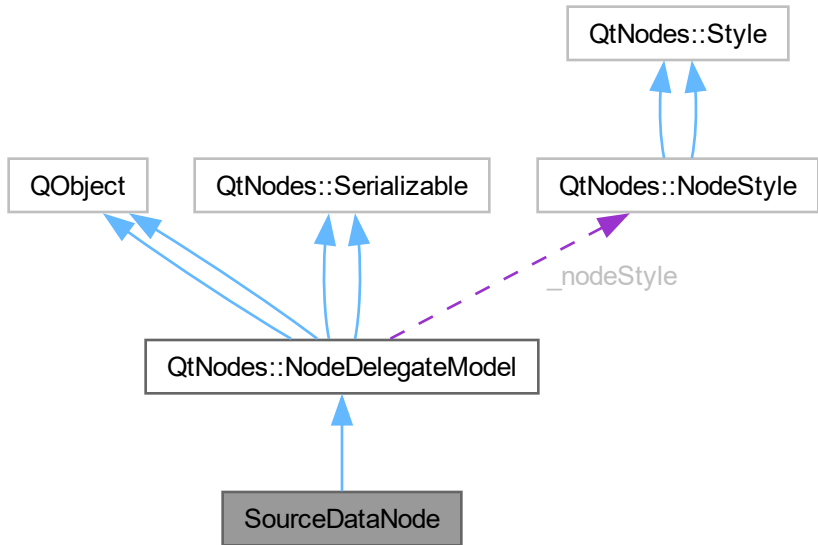 QtNodes::Style
QObject
QtNodes::Serializable
QtNodes::NodeStyle
_nodeStyle
QtNodes::NodeDelegateModel
SourceDataNode